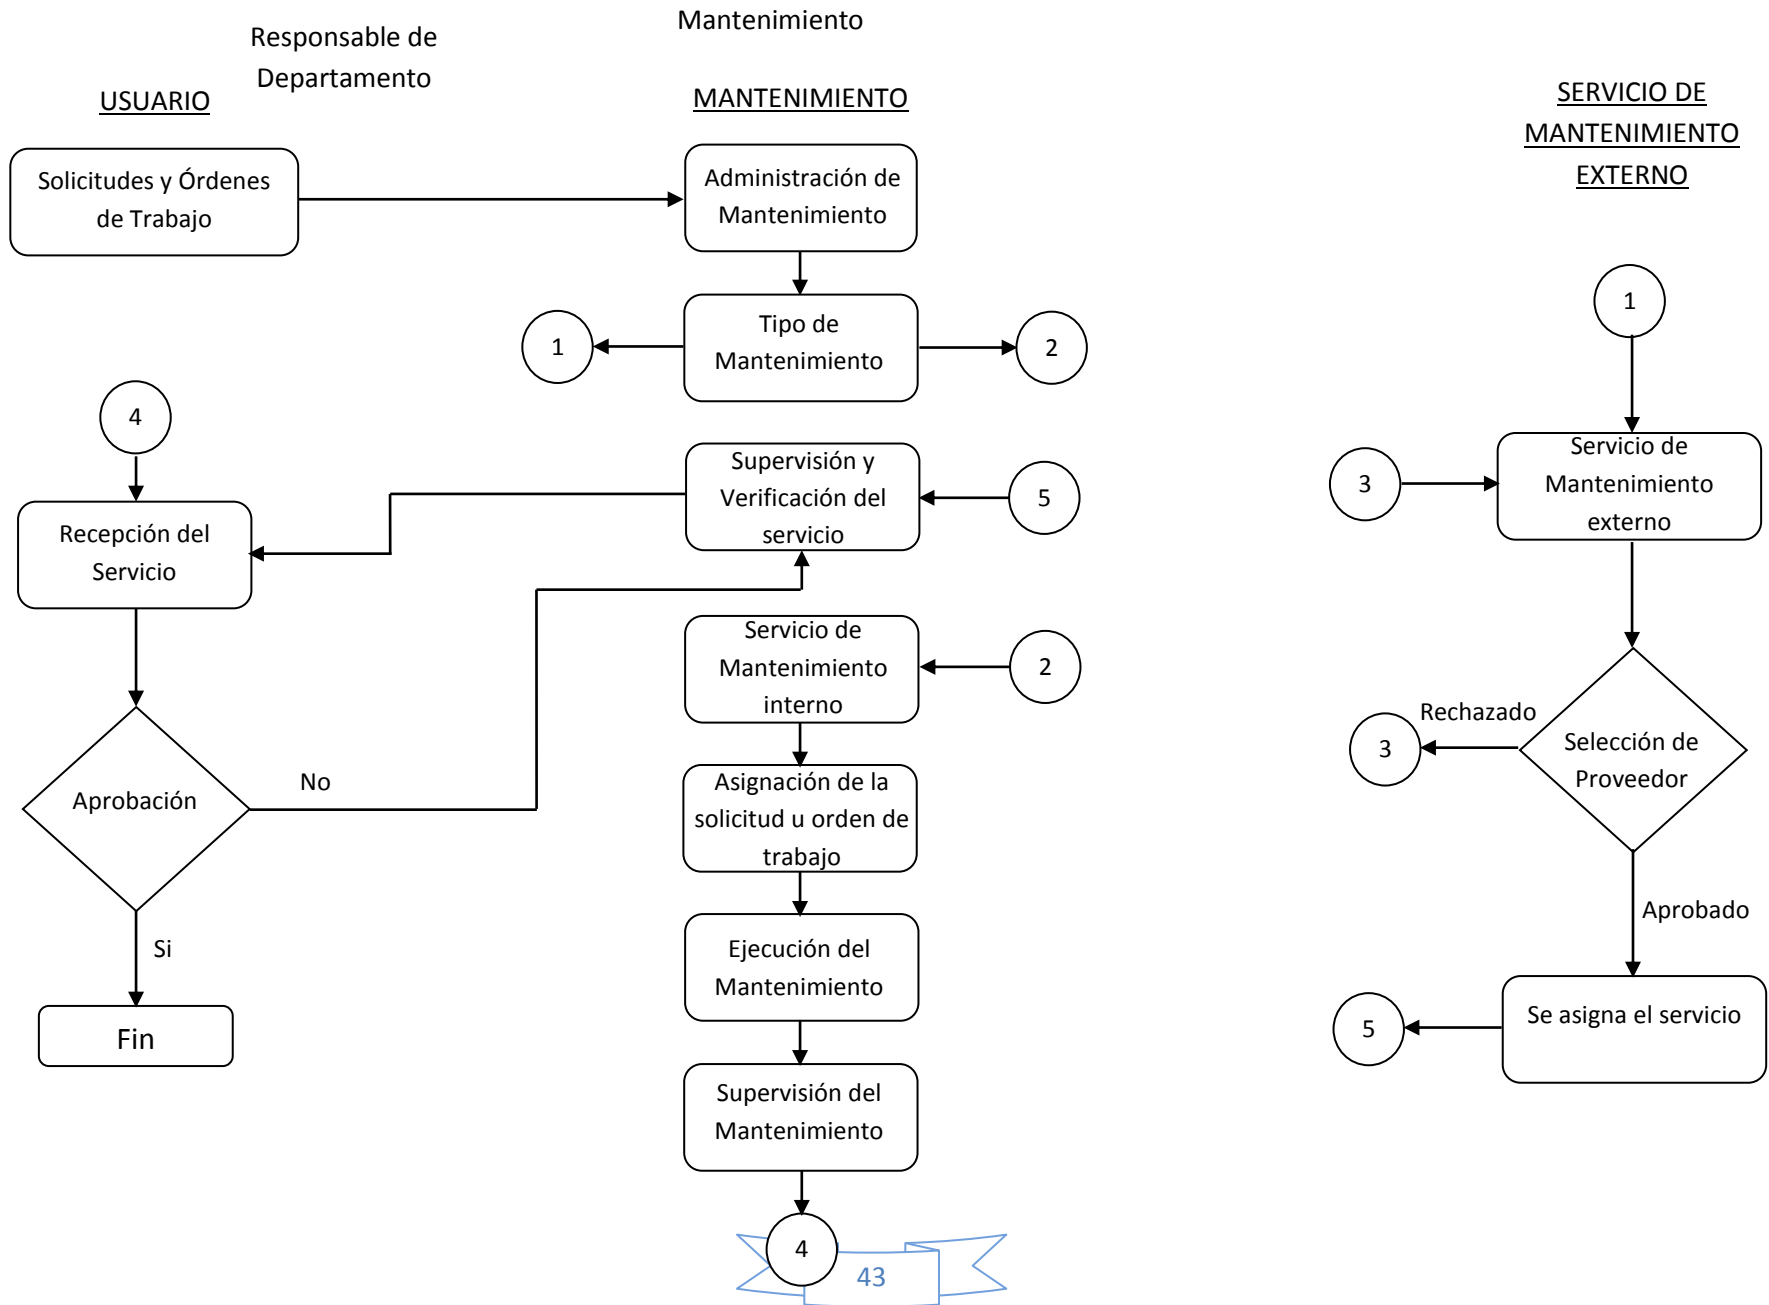 Mantenimiento
Responsable de
Departamento
USUARIO
MANTENIMIENTO
SERVICIO DE
MANTENIMIENTO
EXTERNO
Solicitudes y Órdenes
de Trabajo
Administración de
Mantenimiento
1
Tipo de
Mantenimiento
2
1
4
Supervisión y
Verificación del
servicio
5
3
Servicio de
Mantenimiento
externo
Recepción del
Servicio
Servicio de
Mantenimiento
interno
2
Rechazado
3
Selección de
Proveedor
Aprobación
No
Asignación de la
solicitud u orden de
trabajo
Aprobado
Si
Ejecución del
Mantenimiento
Fin
5
Se asigna el servicio
Supervisión del
Mantenimiento
4
43